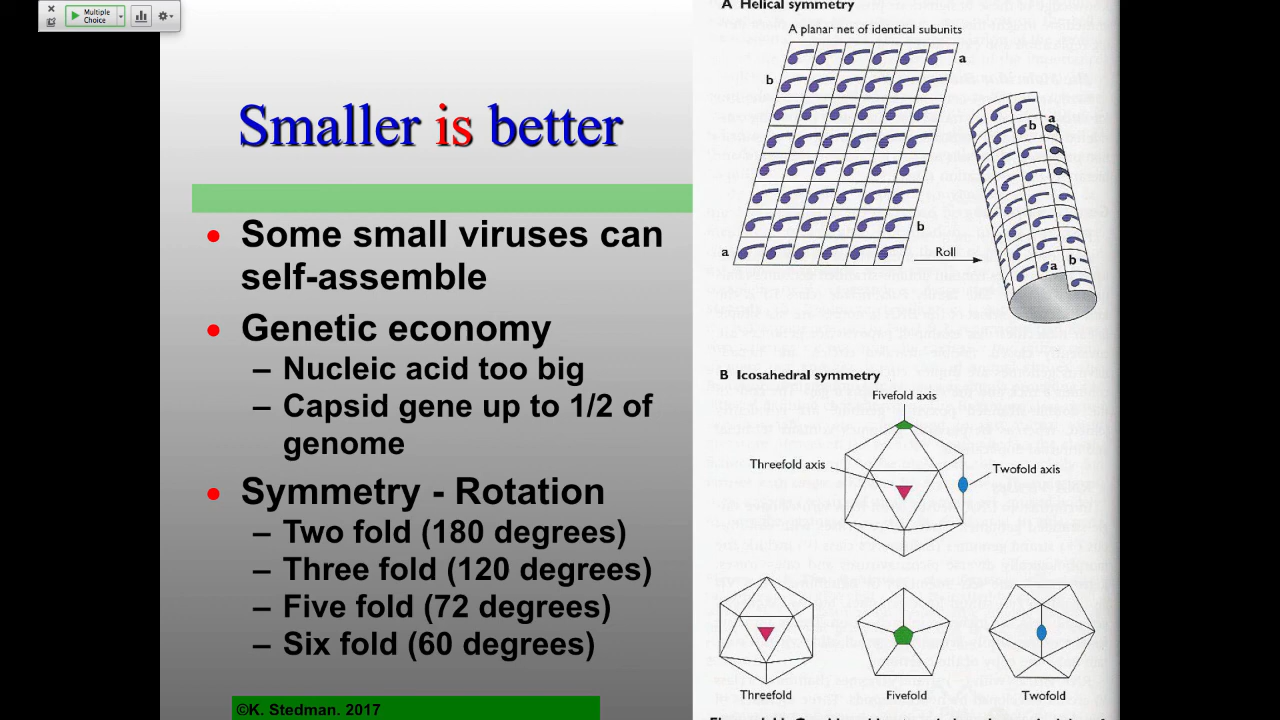 Multiple
Choice
Smaller is better
• Some small viruses can
self-assemble
• Genetic economy
– Nucleic acid too big
– Capsid gene up to 1/2 of
genome
• Symmetry - Rotation
– Two fold (180 degrees)
– Three fold (120 degrees)
– Five fold (72 degrees)
– Six fold (60 degrees)
©K. Stedman. 2017
A Helical symmetry
A planar net of identical subunits
a
b
b
a
Roll
a
b
a
b
B Icosahedral symmetry
Fivefold axis
Threefold axis
Twofold axis
Threefold
Fivefold
Twofold